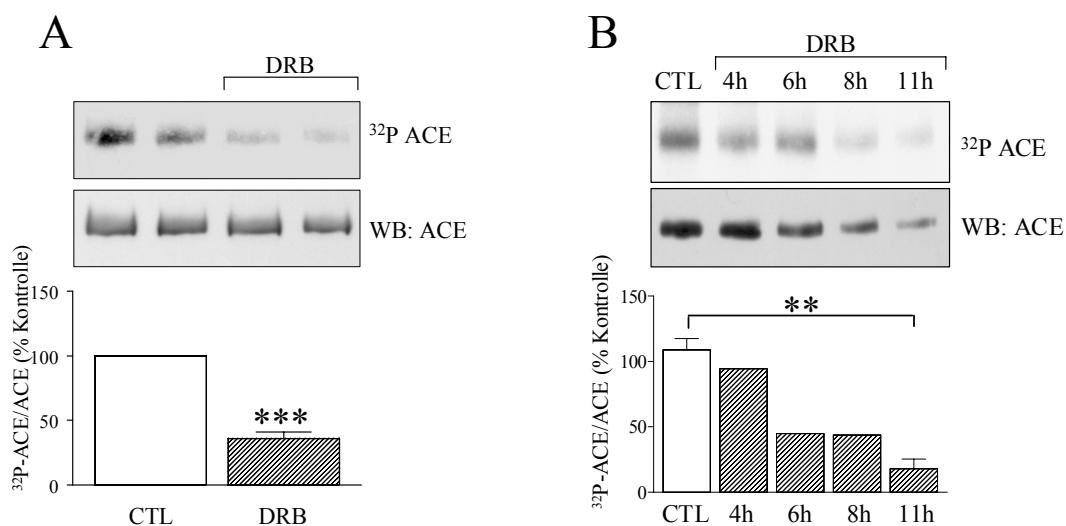 A
DRB
³²P ACE
WB: ACE
³²P-ACE/ACE (% Kontrolle)
150
100
50
0
***
CTL DRB
B
DRB
CTL 4h 6h 8h 11h
³²P ACE
WB: ACE
³²P-ACE/ACE (% Kontrolle)
150
100
50
0
**
CTL 4h 6h 8h 11h